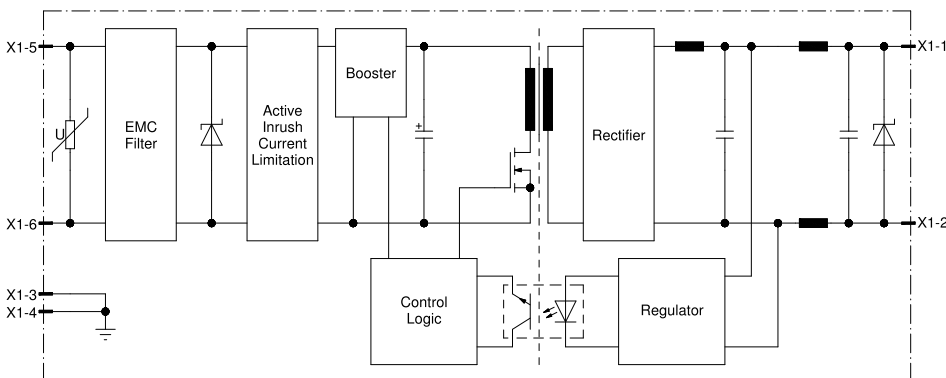 X1-5
X1-1
Booster
U
EMC
Filter
Active
Inrush
Current
Limitation
+
Rectifier
X1-6
X1-2
X1-3
X1-4
Control
Logic
Regulator